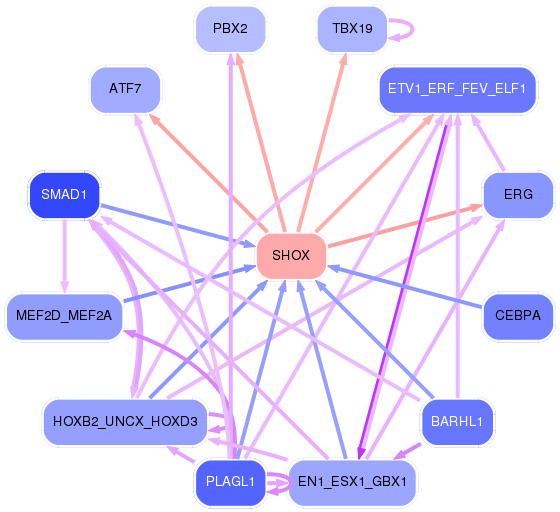 PBX2
TBX19
ATF7
ETV1_ERF_FEV_ELF1
SMAD1
ERG
SHOX
MEF2D_MEF2A
CEBPA
HOXB2_UNCX_HOXD3
BARHL1
PLAGL1
EN1_ESX1_GBX1